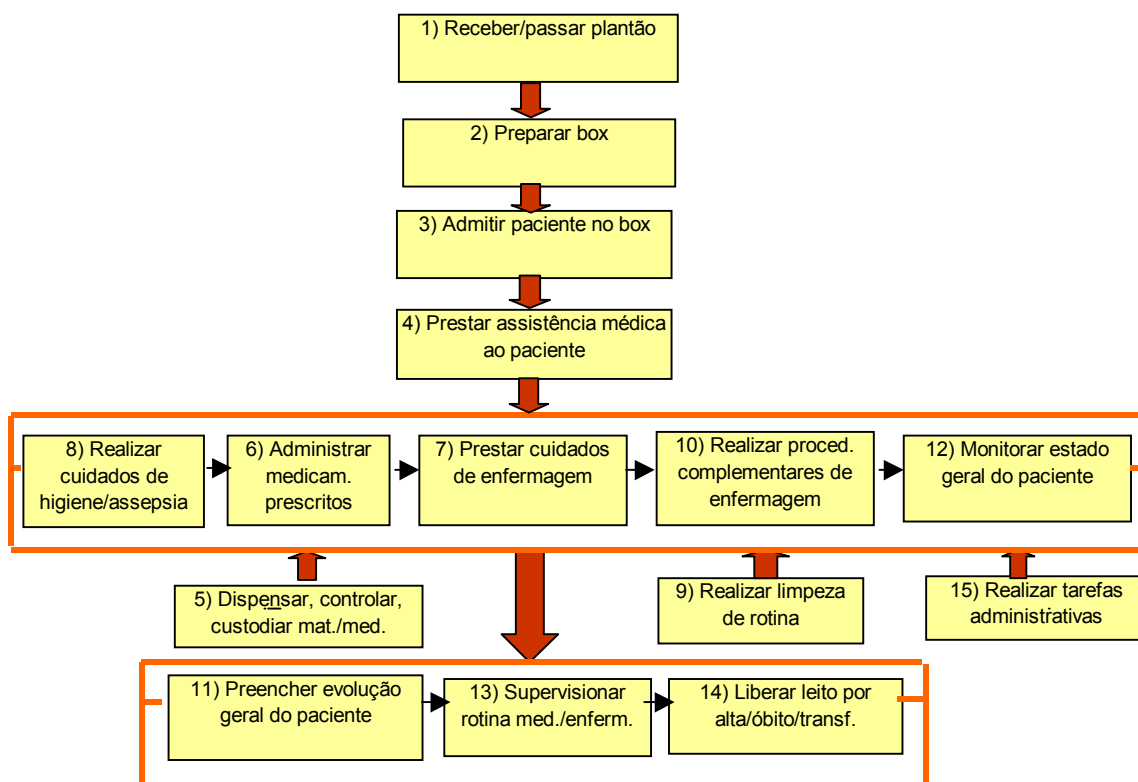 1) Receber/passar plantão
2) Preparar box
3) Admitir paciente no box
4) Prestar assistência médica
ao paciente
8) Realizar
cuidados de
higiene/assepsia
6) Administrar
medicam.
prescritos
7) Prestar cuidados
de enfermagem
10) Realizar proced.
complementares de
enfermagem
12) Monitorar estado
geral do paciente
5) Dispensar, controlar,
custodiar mat./med.
9) Realizar limpeza
de rotina
15) Realizar tarefas
administrativas
11) Preencher evolução
geral do paciente
13) Supervisionar
rotina med./enferm.
14) Liberar leito por
alta/óbito/transf.